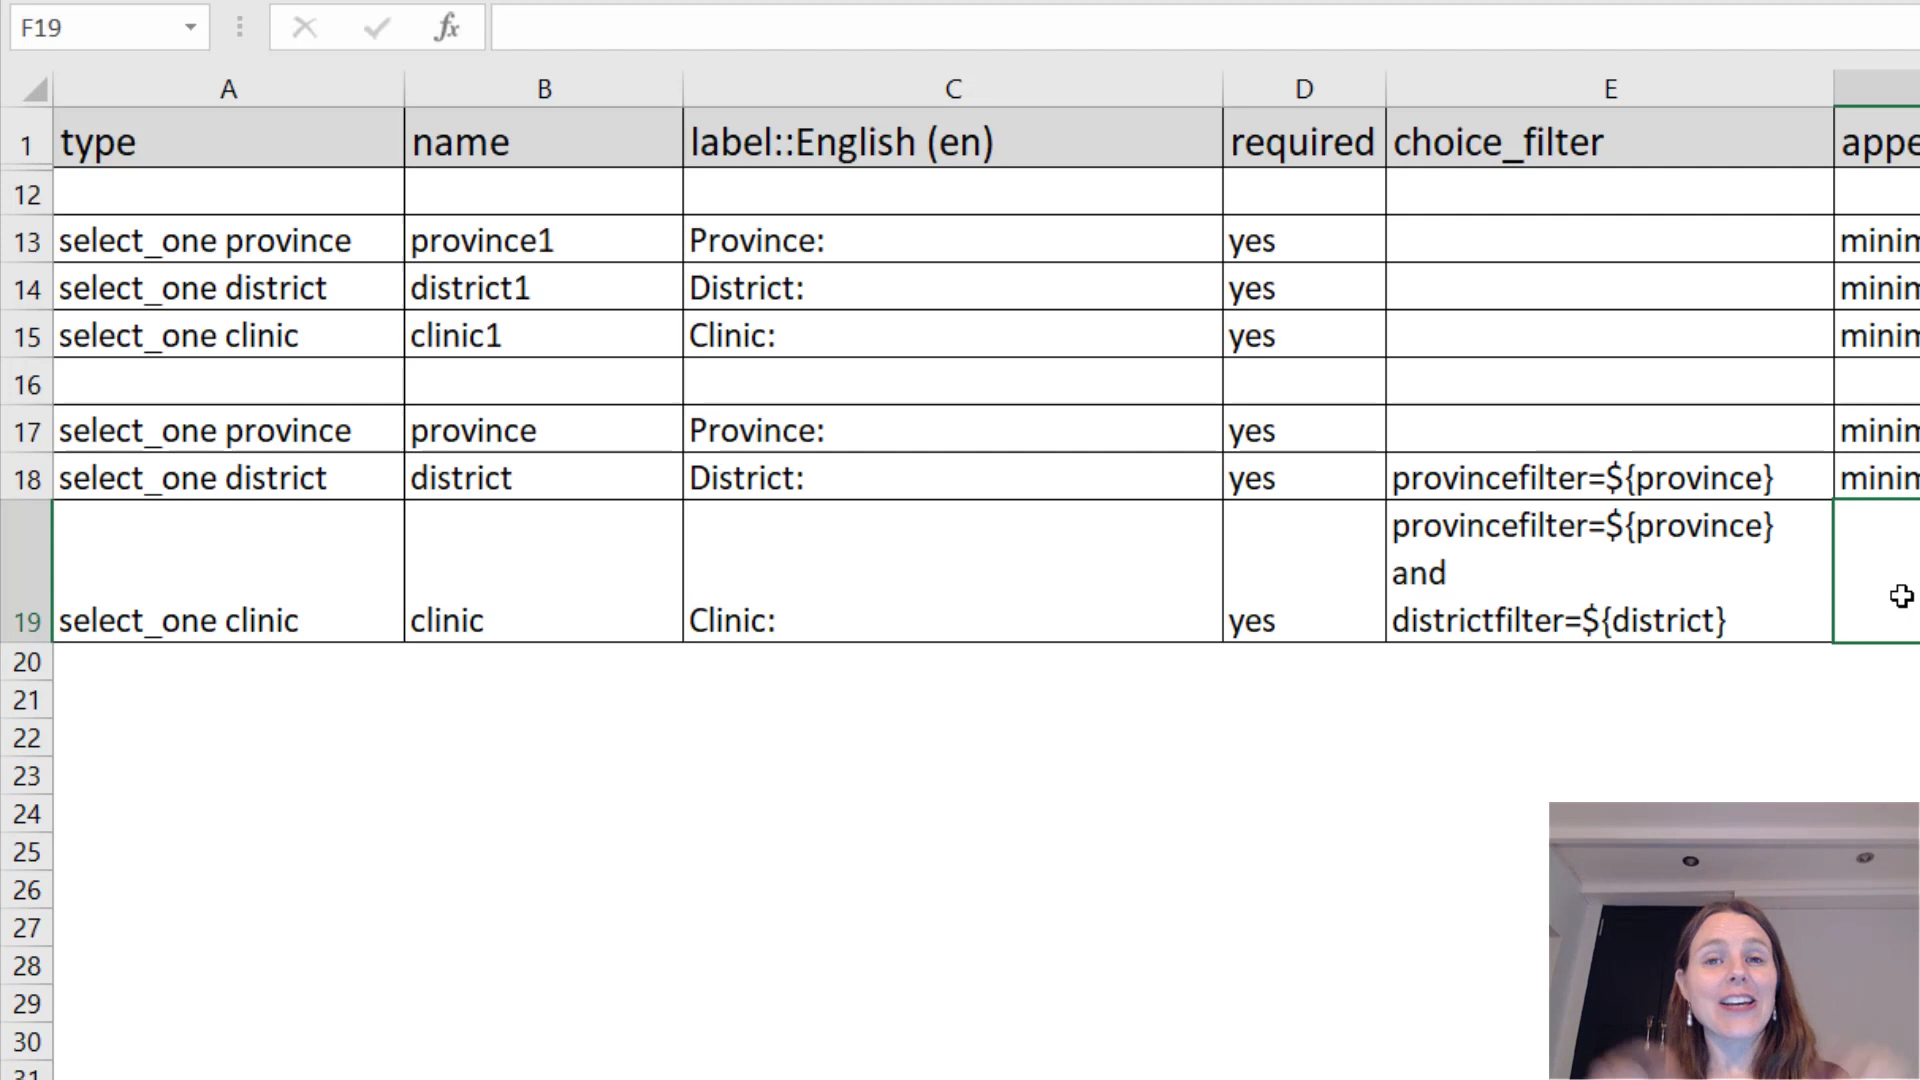 F19
fx
A B C D E
1 type name label::English (en) required choice_filter appe
12
13 select_one province province1 Province: yes minim
14 select_one district district1 District: yes minim
15 select_one clinic clinic1 Clinic: yes minim
16
17 select_one province province Province: yes minim
18 select_one district district District: yes provincefilter=${province} minim
provincefilter=${province}
and
19 select_one clinic clinic Clinic: yes districtfilter=${district}
20
21
22
23
24
25
26
27
28
29
30
31